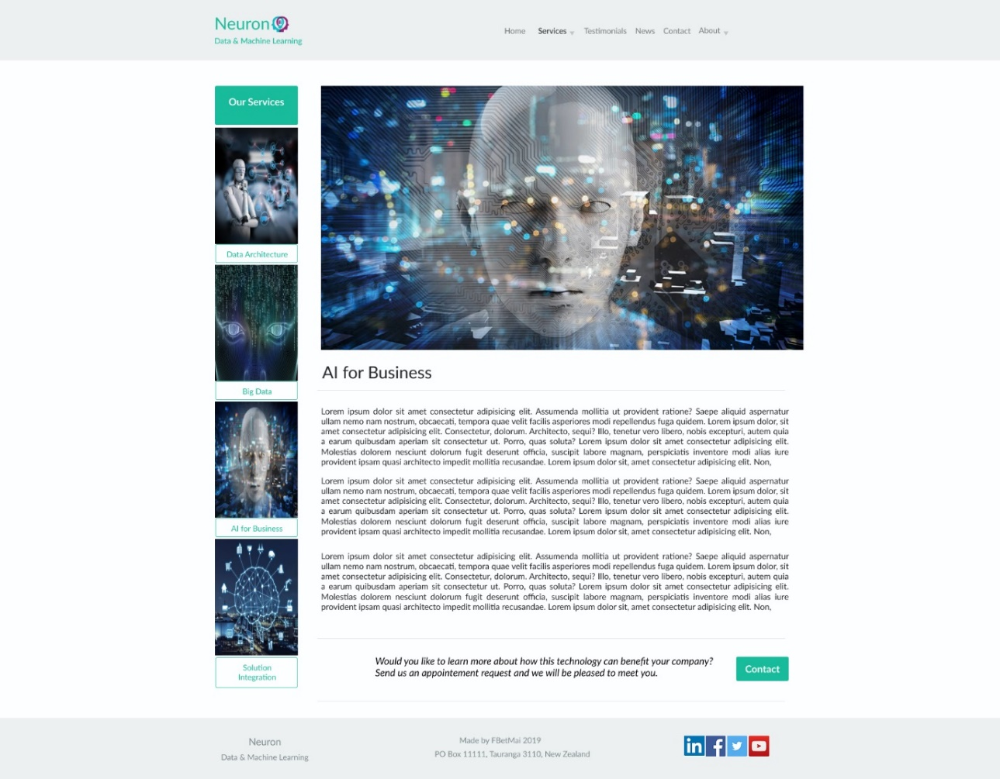 Neuron
Data & Machine Learning
Home Services Testimonials News Contact About
Our Services
Data Architecture
Big Data
AI for Business
Solution
Integration
AI for Business
Lorem ipsum dolor sit amet consectetur adipisicing elit. Assumenda mollitia ut provident ratione? Saepe aliquid aspernatur
ullam nemo nam nostrum, obcaecati, tempora quae velit facilis asperiores modi repellendus fuga quidem. Lorem ipsum dolor, sit
amet consectetur adipisicing elit. Consectetur, dolorum. Architecto, sequi? Illo, tenetur vero libero, nobis excepturi, autem quia
a earum quibusdam aperiam sit consectetur ut. Porro, quas soluta? Lorem ipsum dolor sit amet consectetur adipisicing elit.
Molestias dolorem nesciunt dolorum fugit deserunt officia, suscipit labore magnam, perspiciatis inventore modi alias iure
provident ipsam quasi architecto impedit mollitia recusandae. Lorem ipsum dolor sit, amet consectetur adipisicing elit. Non,
Lorem ipsum dolor sit amet consectetur adipisicing elit. Assumenda mollitia ut provident ratione? Saepe aliquid aspernatur
ullam nemo nam nostrum, obcaecati, tempora quae velit facilis asperiores modi repellendus fuga quidem. Lorem ipsum dolor, sit
amet consectetur adipisicing elit. Consectetur, dolorum. Architecto, sequi? Illo, tenetur vero libero, nobis excepturi, autem quia
a earum quibusdam aperiam sit consectetur ut. Porro, quas soluta? Lorem ipsum dolor sit amet consectetur adipisicing elit.
Molestias dolorem nesciunt dolorum fugit deserunt officia, suscipit labore magnam, perspiciatis inventore modi alias iure
provident ipsam quasi architecto impedit mollitia recusandae. Lorem ipsum dolor sit, amet consectetur adipisicing elit. Non,
Lorem ipsum dolor sit amet consectetur adipisicing elit. Assumenda mollitia ut provident ratione? Saepe aliquid aspernatur
ullam nemo nam nostrum, obcaecati, tempora quae velit facilis asperiores modi repellendus fuga quidem. Lorem ipsum dolor, sit
amet consectetur adipisicing elit. Consectetur, dolorum. Architecto, sequi? Illo, tenetur vero libero, nobis excepturi, autem quia
a earum quibusdam aperiam sit consectetur ut. Porro, quas soluta? Lorem ipsum dolor sit amet consectetur adipisicing elit.
Molestias dolorem nesciunt dolorum fugit deserunt officia, suscipit labore magnam, perspiciatis inventore modi alias iure
provident ipsam quasi architecto impedit mollitia recusandae. Lorem ipsum dolor sit, amet consectetur adipisicing elit. Non,
Would you like to learn more about how this technology can benefit your company?
Send us an appointement request and we will be pleased to meet you.
Contact
Neuron
Data & Machine Learning
Made by FBetMai 2019
PO Box 11111, Tauranga 3110, New Zealand
in f